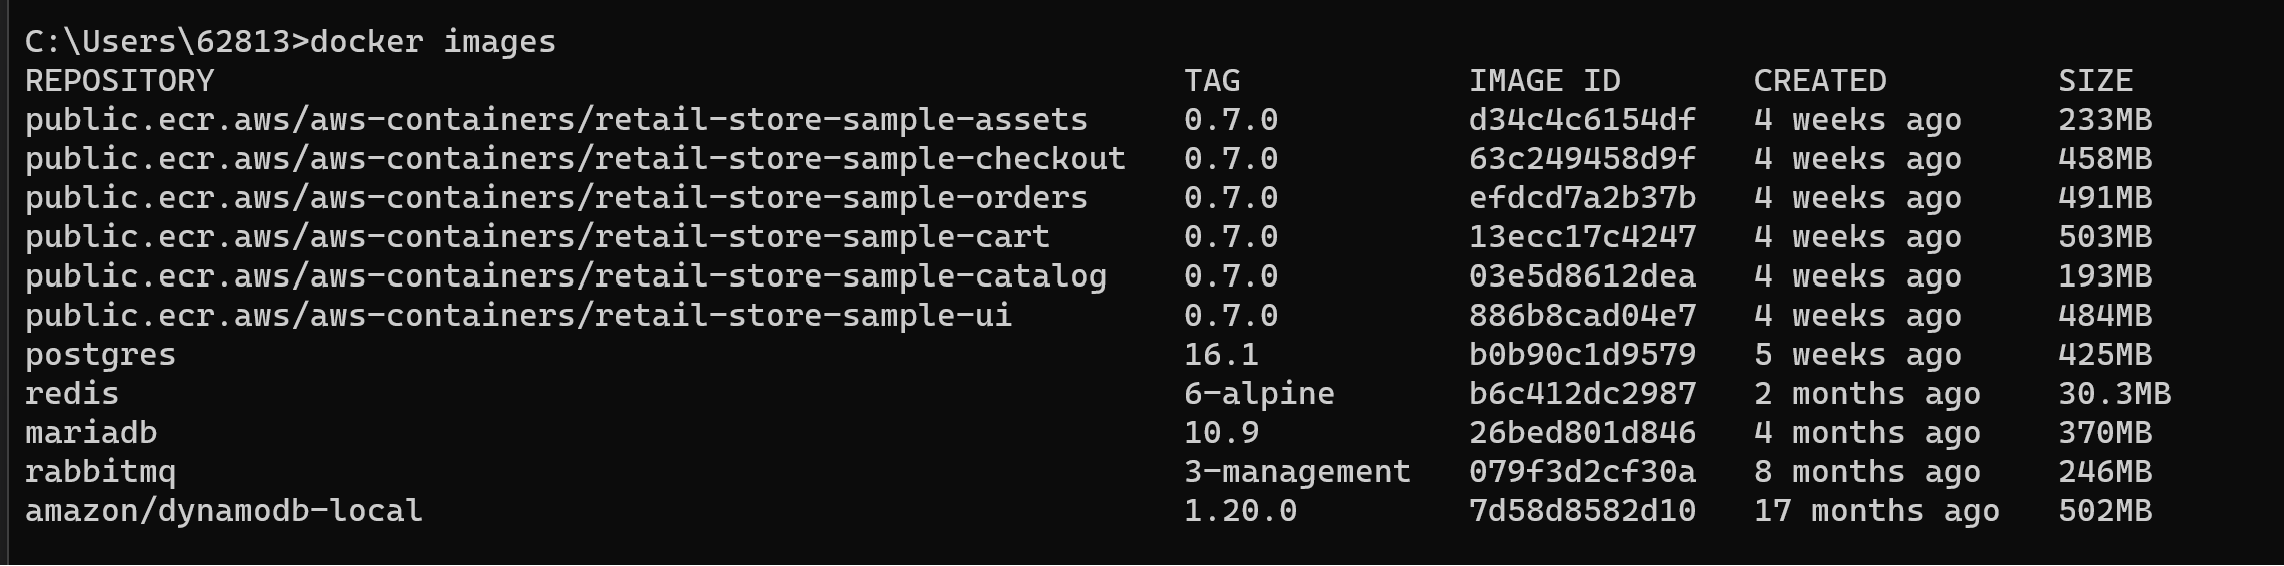 C:\Users\62813>docker images
REPOSITORY TAG IMAGE ID CREATED SIZE
public.ecr.aws/aws-containers/retail-store-sample-assets 0.7.0 d34c4c6154df 4 weeks ago 233MB
public.ecr.aws/aws-containers/retail-store-sample-checkout 0.7.0 63c249458d9f 4 weeks ago 458MB
public.ecr.aws/aws-containers/retail-store-sample-orders 0.7.0 efdcd7a2b37b 4 weeks ago 491MB
public.ecr.aws/aws-containers/retail-store-sample-cart 0.7.0 13ecc17c4247 4 weeks ago 503MB
public.ecr.aws/aws-containers/retail-store-sample-catalog 0.7.0 03e5d8612dea 4 weeks ago 193MB
public.ecr.aws/aws-containers/retail-store-sample-ui 0.7.0 886b8cad04e7 4 weeks ago 484MB
postgres 16.1 b0b90c1d9579 5 weeks ago 425MB
redis 6-alpine b6c412dc2987 2 months ago 30.3MB
mariadb 10.9 26bed801d846 4 months ago 370MB
rabbitmq 3-management 079f3d2cf30a 8 months ago 246MB
amazon/dynamodb-local 1.20.0 7d58d8582d10 17 months ago 502MB